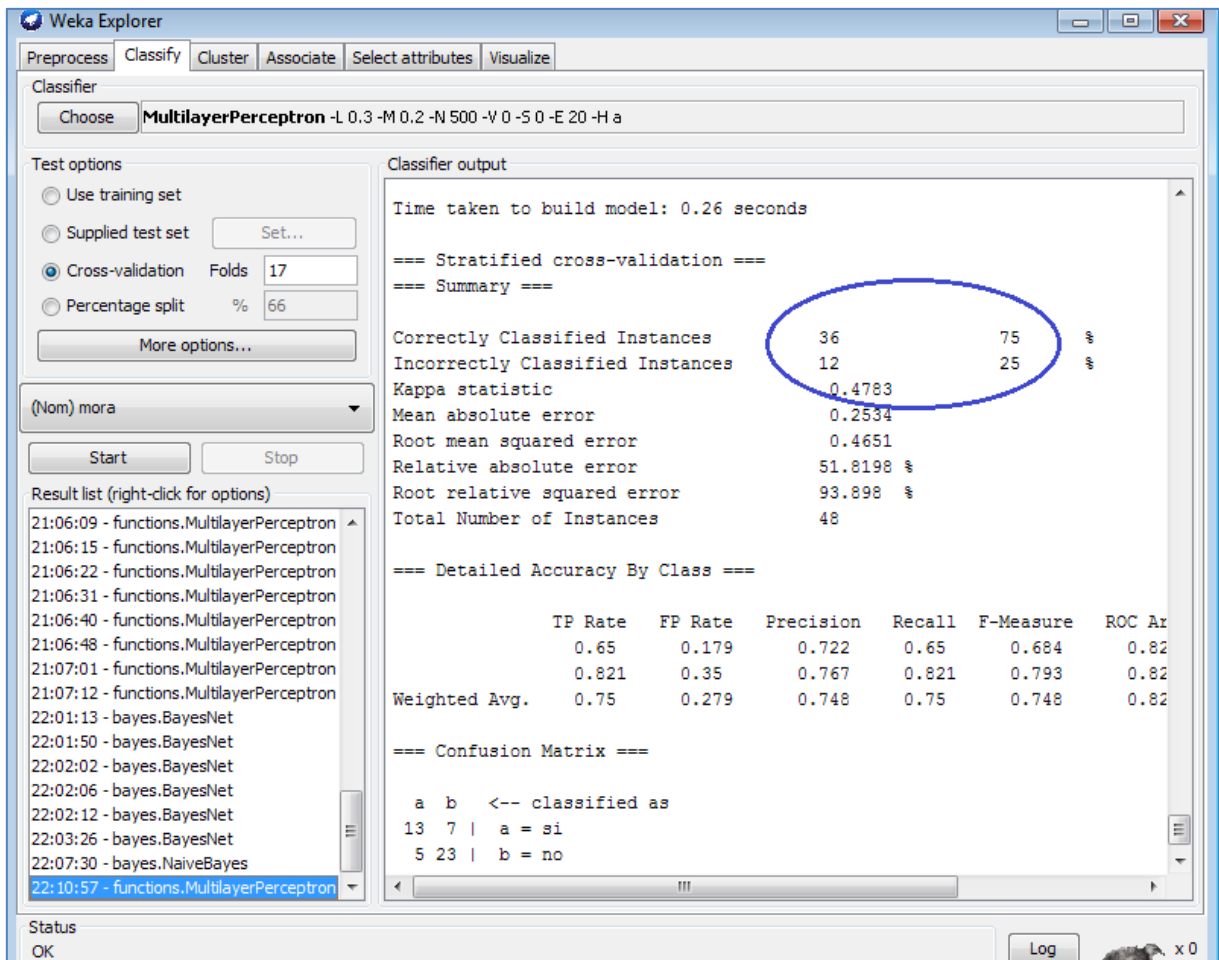 Weka Explorer
Preprocess Classify Cluster Associate Select attributes Visualize
Classifier
Choose MultilayerPerceptron -L 0.3 -M 0.2 -N 500 -V 0 -S 0 -E 20 -H a
Test options
Use training set
Supplied test set Set...
Cross-validation Folds 17
Percentage split % 66
More options...
(Nom) mora
Start Stop
Result list (right-click for options)
21:06:09 - functions.MultilayerPerceptron
21:06:15 - functions.MultilayerPerceptron
21:06:22 - functions.MultilayerPerceptron
21:06:31 - functions.MultilayerPerceptron
21:06:40 - functions.MultilayerPerceptron
21:06:48 - functions.MultilayerPerceptron
21:07:01 - functions.MultilayerPerceptron
21:07:12 - functions.MultilayerPerceptron
22:01:13 - bayes.BayesNet
22:01:50 - bayes.BayesNet
22:02:02 - bayes.BayesNet
22:02:06 - bayes.BayesNet
22:02:12 - bayes.BayesNet
22:03:26 - bayes.BayesNet
22:07:30 - bayes.NaiveBayes
22:10:57 - functions.MultilayerPerceptron
Classifier output
Time taken to build model: 0.26 seconds
=== Stratified cross-validation ===
=== Summary ===
Correctly Classified Instances 36 75 %
Incorrectly Classified Instances 12 25 %
Kappa statistic 0.4783
Mean absolute error 0.2534
Root mean squared error 0.4651
Relative absolute error 51.8198 %
Root relative squared error 93.898 %
Total Number of Instances 48
=== Detailed Accuracy By Class ===
TP Rate FP Rate Precision Recall F-Measure ROC Ar
0.65 0.179 0.722 0.65 0.684 0.82
0.821 0.35 0.767 0.821 0.793 0.82
Weighted Avg. 0.75 0.279 0.748 0.75 0.748 0.82
=== Confusion Matrix ===
a b <-- classified as
13 7 | a = si
5 23 | b = no
Status
OK
Log x 0